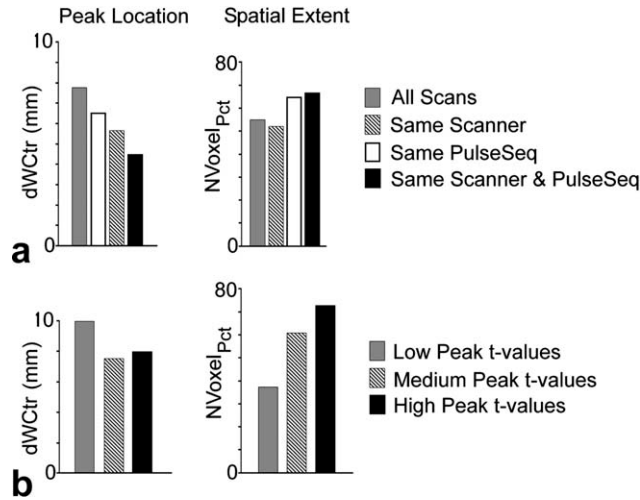 Peak Location
Spatial Extent
10
dWCtr (mm)
0
80
NVoxelPct
0
All Scans
Same Scanner
Same PulseSeq
Same Scanner & PulseSeq
a
10
dWCtr (mm)
0
80
NVoxelPct
0
Low Peak t-values
Medium Peak t-values
High Peak t-values
b